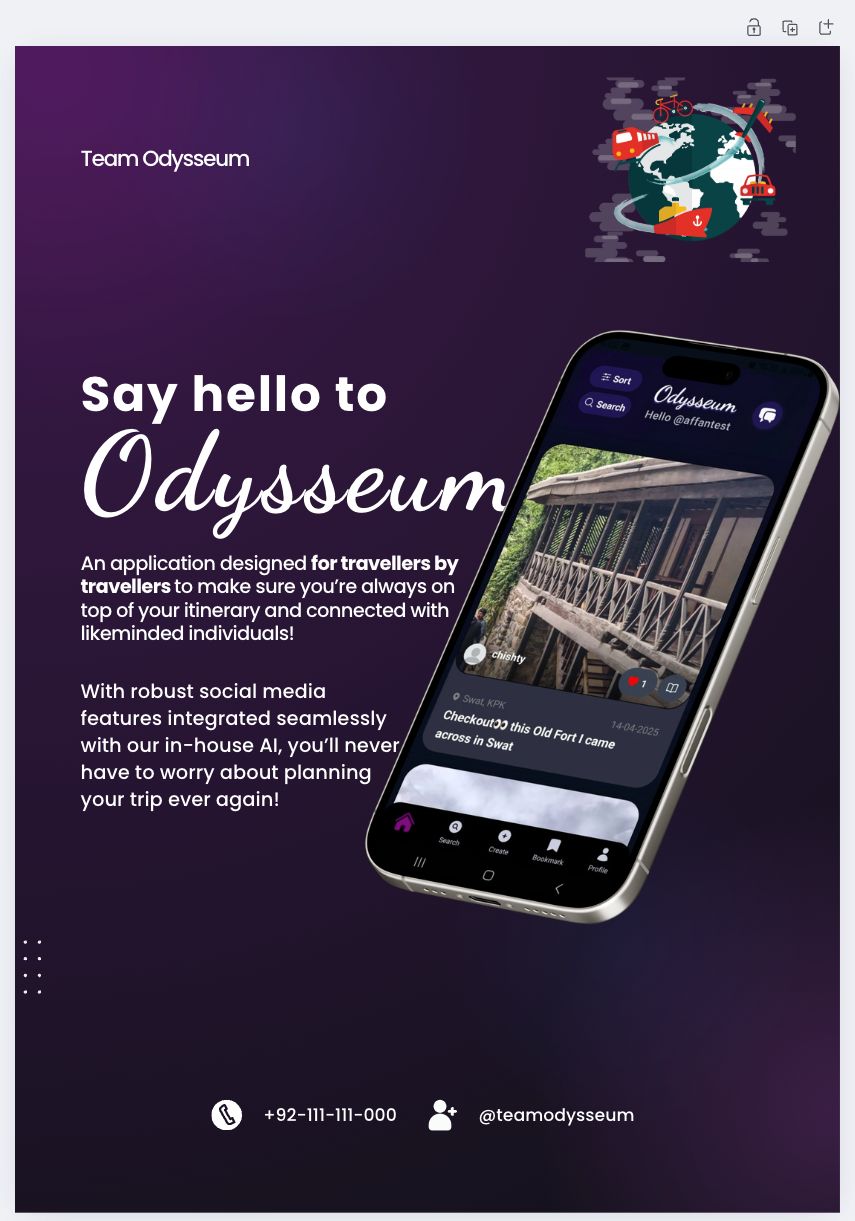 Team Odysseum
Say hello to
Odysseum
An application designed for travellers by
travellers to make sure you're always on
top of your itinerary and connected with
likeminded individuals!
With robust social media
features integrated seamlessly
with our in-house AI, you'll never
have to worry about planning
your trip ever again!
Sort
Search
Odysseum
Hello @affantest
chishty
1
Swat, KPK
14-04-2025
Checkout👀 this Old Fort I came
across in Swat
Search
Create
Bookmark
Profile
+92-111-111-000
@teamodysseum